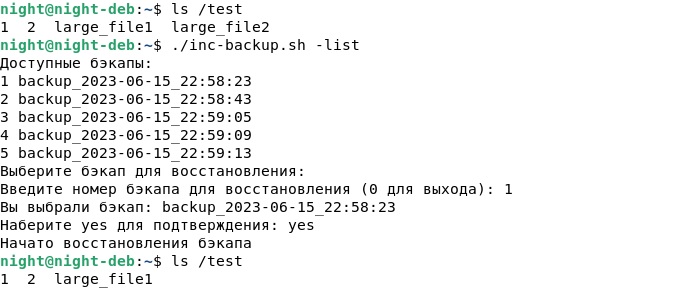 night@night-deb:~$ ls /test
1  2  large_file1  large_file2
night@night-deb:~$ ./inc-backup.sh -list
Доступные бэкапы:
1 backup_2023-06-15_22:58:23
2 backup_2023-06-15_22:58:43
3 backup_2023-06-15_22:59:05
4 backup_2023-06-15_22:59:09
5 backup_2023-06-15_22:59:13
Выберите бэкап для восстановления:
Введите номер бэкапа для восстановления (0 для выхода): 1
Вы выбрали бэкап: backup_2023-06-15_22:58:23
Наберите yes для подтверждения: yes
Начато восстановления бэкапа
night@night-deb:~$ ls /test
1  2  large_file1